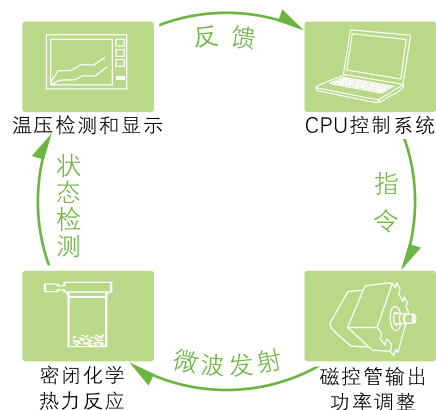 反馈
温压检测和显示
CPU控制系统
状态检测
指令
微波发射
密闭化学
热力反应
磁控管输出
功率调整